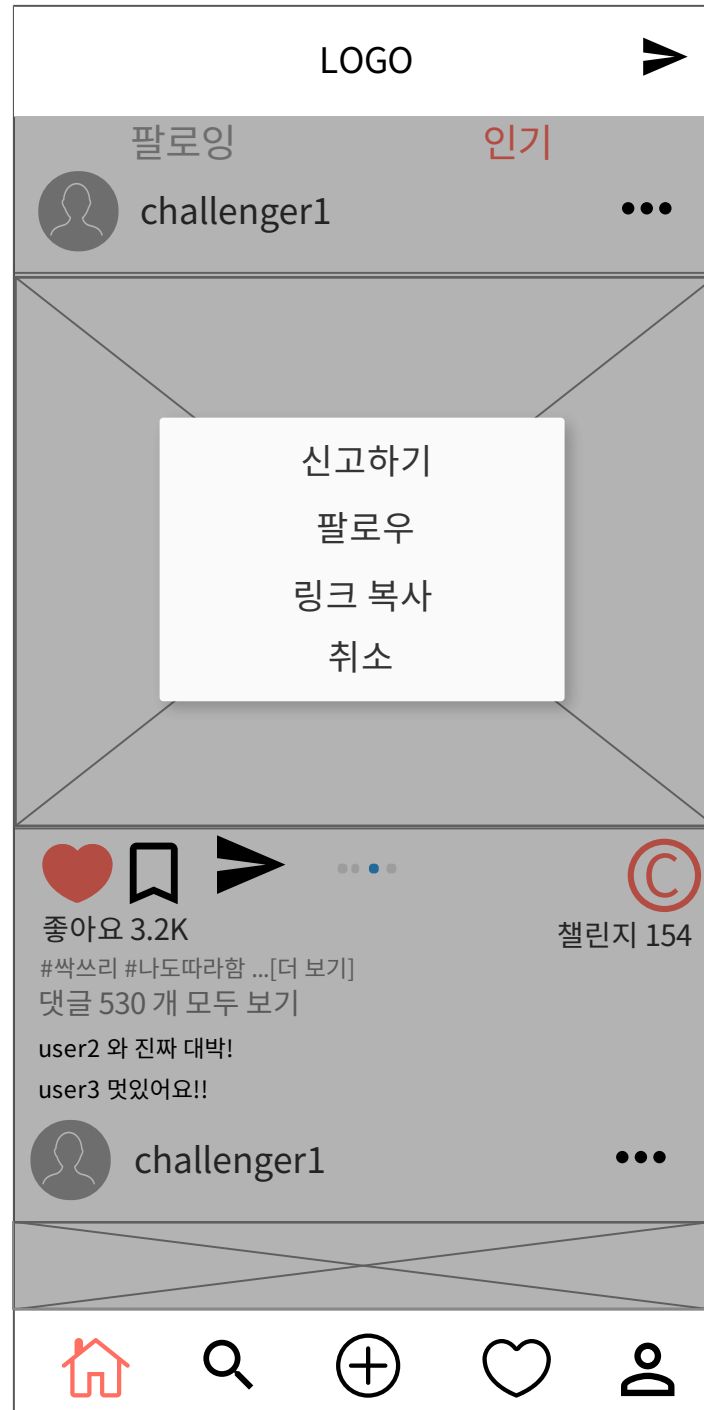 LOGO
팔로잉 인기
challenger1
신고하기
팔로우
링크 복사
취소
좋아요 3.2K
챌린지 154
#싹쓰리 #나도따라함 ...[더 보기]
댓글 530 개 모두 보기
user2 와 진짜 대박!
user3 멋있어요!!
challenger1